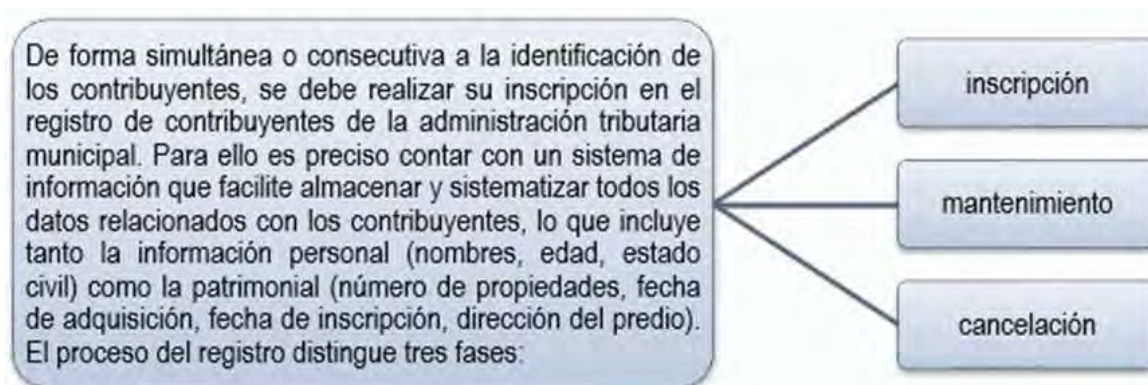 De forma simultánea o consecutiva a la identificación de
los contribuyentes, se debe realizar su inscripción en el
registro de contribuyentes de la administración tributaria
municipal. Para ello es preciso contar con un sistema de
información que facilite almacenar y sistematizar todos los
datos relacionados con los contribuyentes, lo que incluye
tanto la información personal (nombres, edad, estado
civil) como la patrimonial (número de propiedades, fecha
de adquisición, fecha de inscripción, dirección del predio).
El proceso del registro distingue tres fases:
inscripción
mantenimiento
cancelación